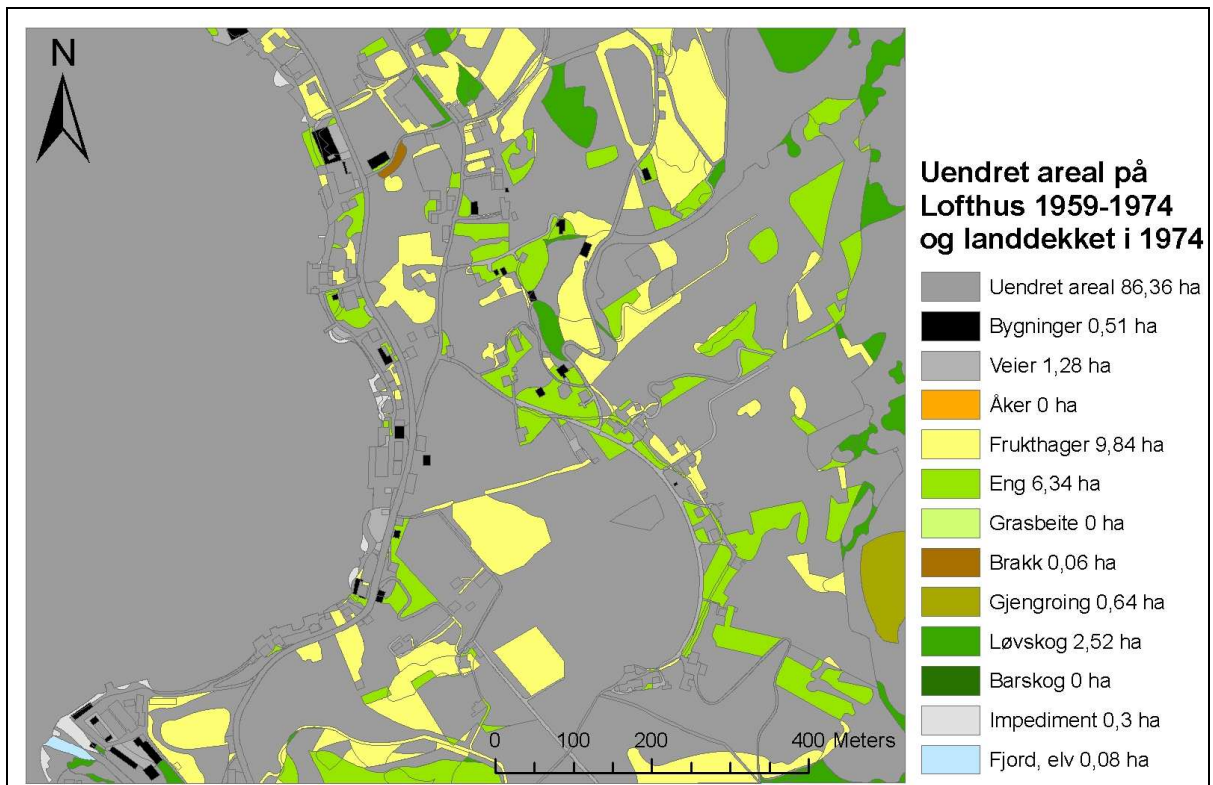 N
Uendret areal på
Lofthus 1959-1974
og landdekket i 1974
Uendret areal 86,36 ha
Bygninger 0,51 ha
Veier 1,28 ha
Åker 0 ha
Frukthager 9,84 ha
Eng 6,34 ha
Grasbeite 0 ha
Brakk 0,06 ha
Gjengroing 0,64 ha
Løvskog 2,52 ha
Barskog 0 ha
Impediment 0,3 ha
Fjord, elv 0,08 ha
0 100 200 400 Meters